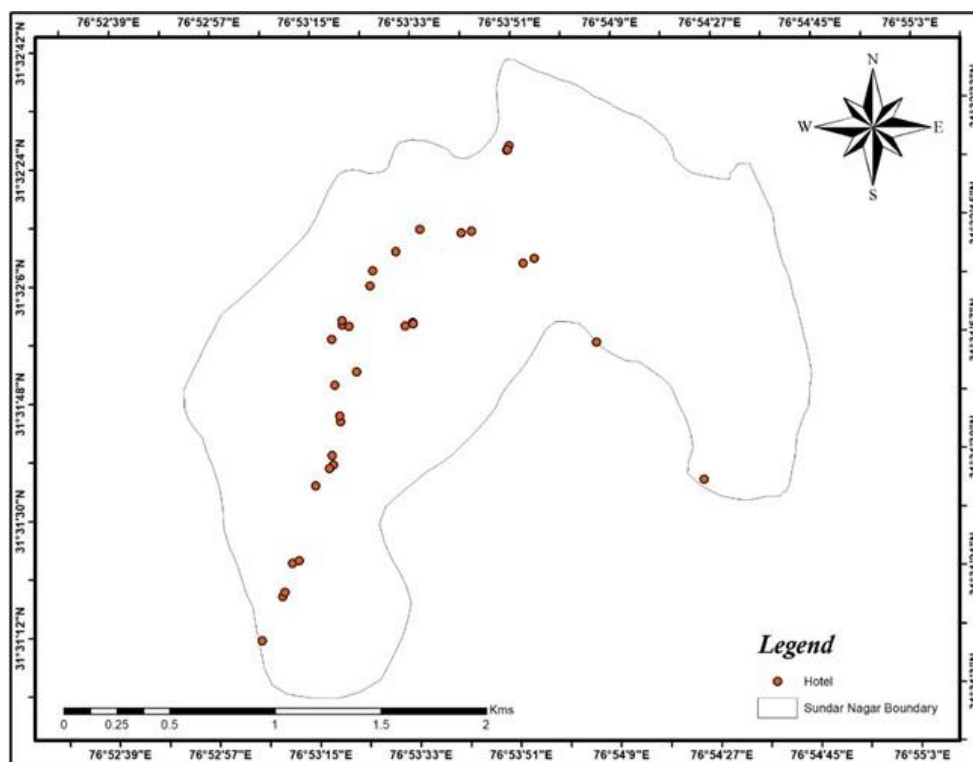 76°52'39"E 76°52'57"E 76°53'15"E 76°53'33"E 76°53'51"E 76°54'9"E 76°54'27"E 76°54'45"E 76°55'3"E
31°32'42"N
31°32'24"N
31°32'6"N
31°31'48"N
31°31'30"N
31°31'12"N
N
W E
S
Legend
Hotel
Sundar Nagar Boundary
Kms
0 0.25 0.5 1 1.5 2
76°52'39"E 76°52'57"E 76°53'15"E 76°53'33"E 76°53'51"E 76°54'9"E 76°54'27"E 76°54'45"E 76°55'3"E